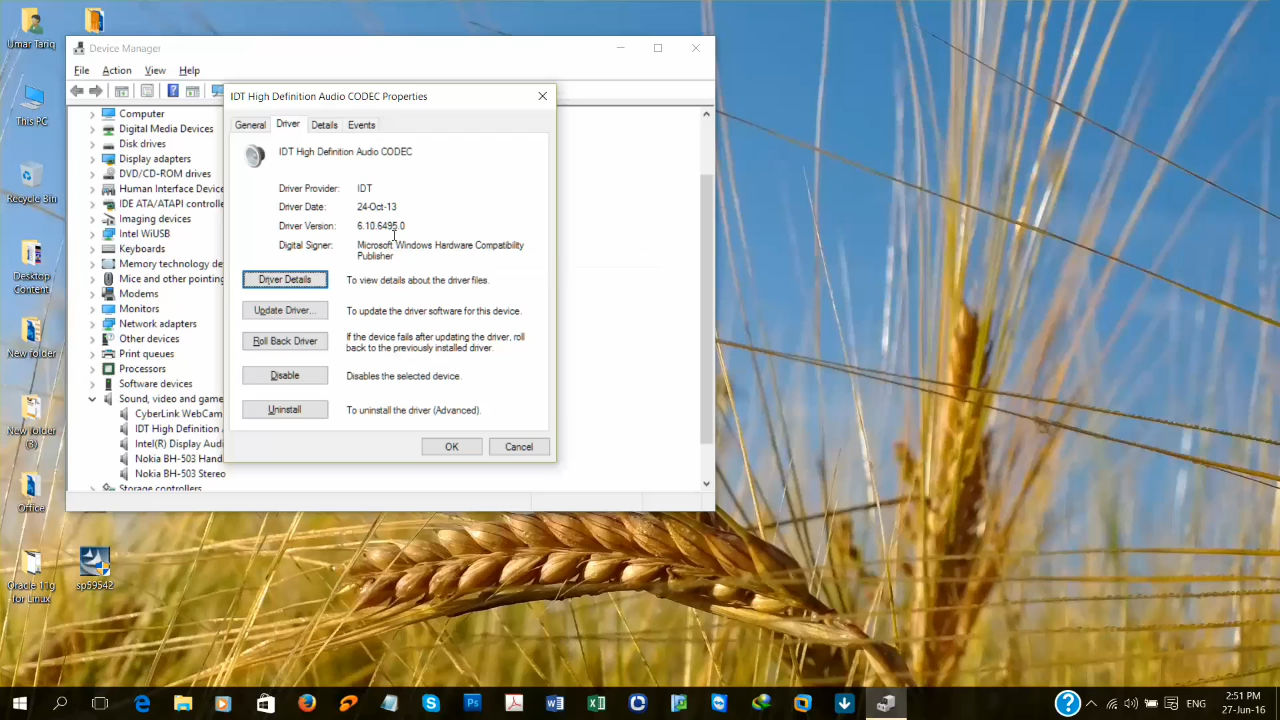 Umar Tariq
This PC
Recycle Bin
Desktop
Content
New folder
New folder
(3)
Office
Oracle 11g
for Linux
sp59542
Device Manager
File Action View Help
Computer
Digital Media Devices
Disk drives
Display adapters
DVD/CD-ROM drives
Human Interface Device
IDE ATA/ATAPI controlle
Imaging devices
Intel WiUSB
Keyboards
Memory technology de
Mice and other pointing
Modems
Monitors
Network adapters
Other devices
Print queues
Processors
Software devices
Sound, video and game
CyberLink WebCam
IDT High Definition
Intel(R) Display Audi
Nokia BH-503 Hand
Nokia BH-503 Stereo
Storage controllers
IDT High Definition Audio CODEC Properties
General Driver Details Events
IDT High Definition Audio CODEC
Driver Provider: IDT
Driver Date: 24-Oct-13
Driver Version: 6.10.6495.0
Digital Signer: Microsoft Windows Hardware Compatibility
Publisher
Driver Details To view details about the driver files.
Update Driver... To update the driver software for this device.
Roll Back Driver If the device fails after updating the driver, roll
back to the previously installed driver.
Disable Disables the selected device.
Uninstall To uninstall the driver (Advanced).
OK Cancel
ENG
2:51 PM
27-Jun-16